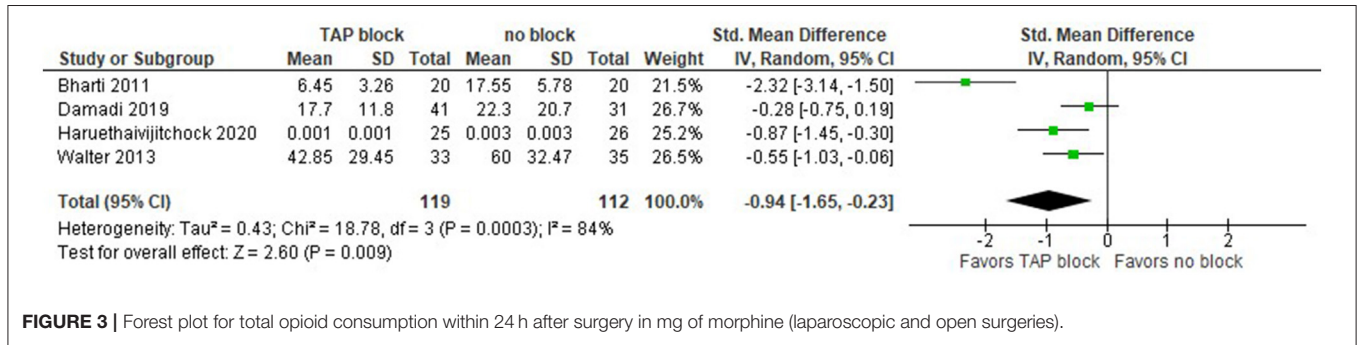 TAP block no block Std. Mean Difference Std. Mean Difference
Study or Subgroup Mean SD Total Mean SD Total Weight IV, Random, 95% CI IV, Random, 95% CI
Bharti 2011 6.45 3.26 20 17.55 5.78 20 21.5% -2.32 [-3.14, -1.50]
Damadi 2019 17.7 11.8 41 22.3 20.7 31 26.7% -0.28 [-0.75, 0.19]
Haruethaivijitchock 2020 0.001 0.001 25 0.003 0.003 26 25.2% -0.87 [-1.45, -0.30]
Walter 2013 42.85 29.45 33 60 32.47 35 26.5% -0.55 [-1.03, -0.06]
Total (95% CI) 119 112 100.0% -0.94 [-1.65, -0.23]
Heterogeneity: Tau² = 0.43; Chi² = 18.78, df = 3 (P = 0.0003); I² = 84%
Test for overall effect: Z = 2.60 (P = 0.009)
-2 -1 0 1 2
Favors TAP block Favors no block
FIGURE 3 | Forest plot for total opioid consumption within 24 h after surgery in mg of morphine (laparoscopic and open surgeries).